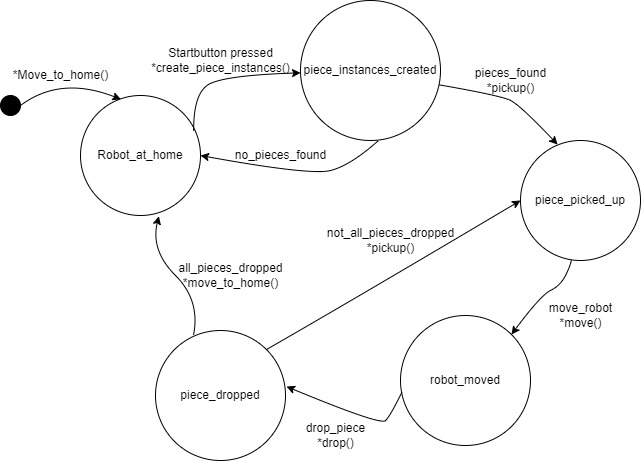 Startbutton pressed
*create_piece_instances()
*Move_to_home()
piece_instances_created
pieces_found
*pickup()
Robot_at_home
no_pieces_found
piece_picked_up
not_all_pieces_dropped
*pickup()
all_pieces_dropped
*move_to_home()
move_robot
*move()
robot_moved
piece_dropped
drop_piece
*drop()